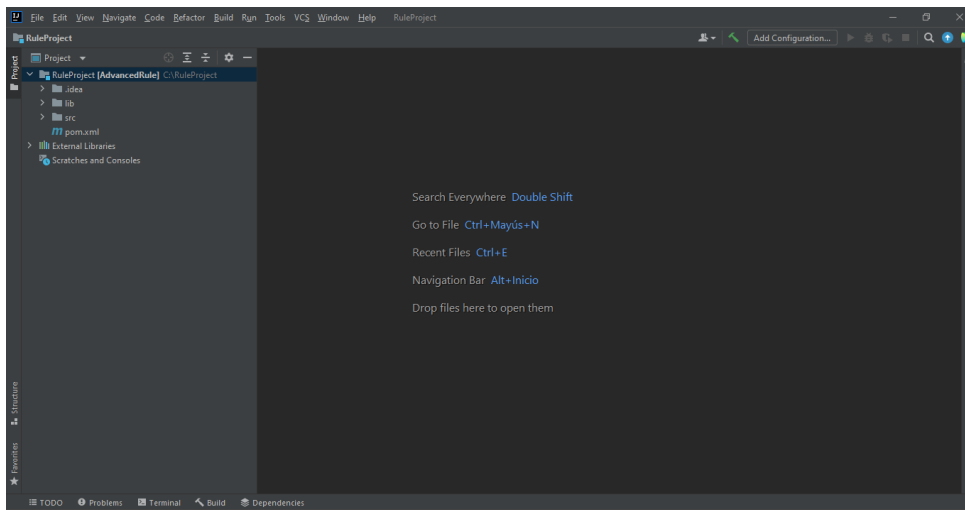 File Edit View Navigate Code Refactor Build Run Tools VCS Window Help RuleProject
RuleProject
Add Configuration...
Project
Project
RuleProject [AdvancedRule] C:\RuleProject
.idea
lib
src
pom.xml
External Libraries
Scratches and Consoles
Search Everywhere Double Shift
Go to File Ctrl+Mayús+N
Recent Files Ctrl+E
Navigation Bar Alt+Inicio
Drop files here to open them
Structure
Favorites
TODO Problems Terminal Build Dependencies